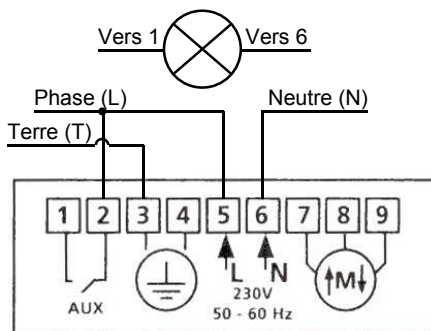 Vers 1 Vers 6
Phase (L) Neutre (N)
Terre (T)
1 2 3 4 5 6 7 8 9
L N M
AUX 230V
50 - 60 Hz